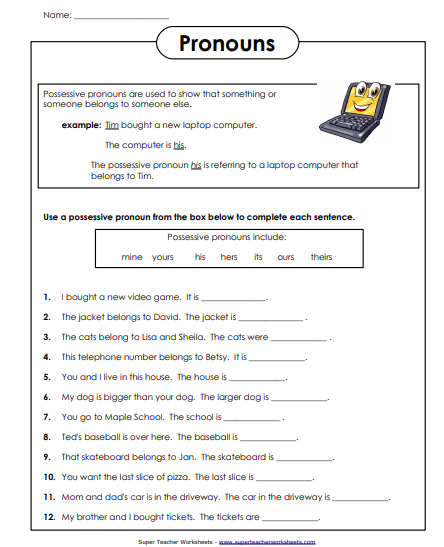 Name: ____________________
Pronouns
Possessive pronouns are used to show that something or
someone belongs to someone else.
example: Tim bought a new laptop computer.
The computer is his.
The possessive pronoun his is referring to a laptop computer that
belongs to Tim.
Use a possessive pronoun from the box below to complete each sentence.
Possessive pronouns include:
mine yours his hers its ours theirs
1. I bought a new video game. It is ______________.
2. The jacket belongs to David. The jacket is ______________ .
3. The cats belong to Lisa and Sheila. The cats were ____________ .
4. This telephone number belongs to Betsy. It is ____________.
5. You and I live in this house. The house is ____________.
6. My dog is bigger than your dog. The larger dog is ____________.
7. You go to Maple School. The school is ____________ .
8. Ted's baseball is over here. The baseball is ____________.
9. That skateboard belongs to Jan. The skateboard is ____________.
10. You want the last slice of pizza. The last slice is ____________.
11. Mom and dad's car is in the driveway. The car in the driveway is ____________.
12. My brother and I bought tickets. The tickets are ____________.
Super Teacher Worksheets - www.superteacherworksheets.com